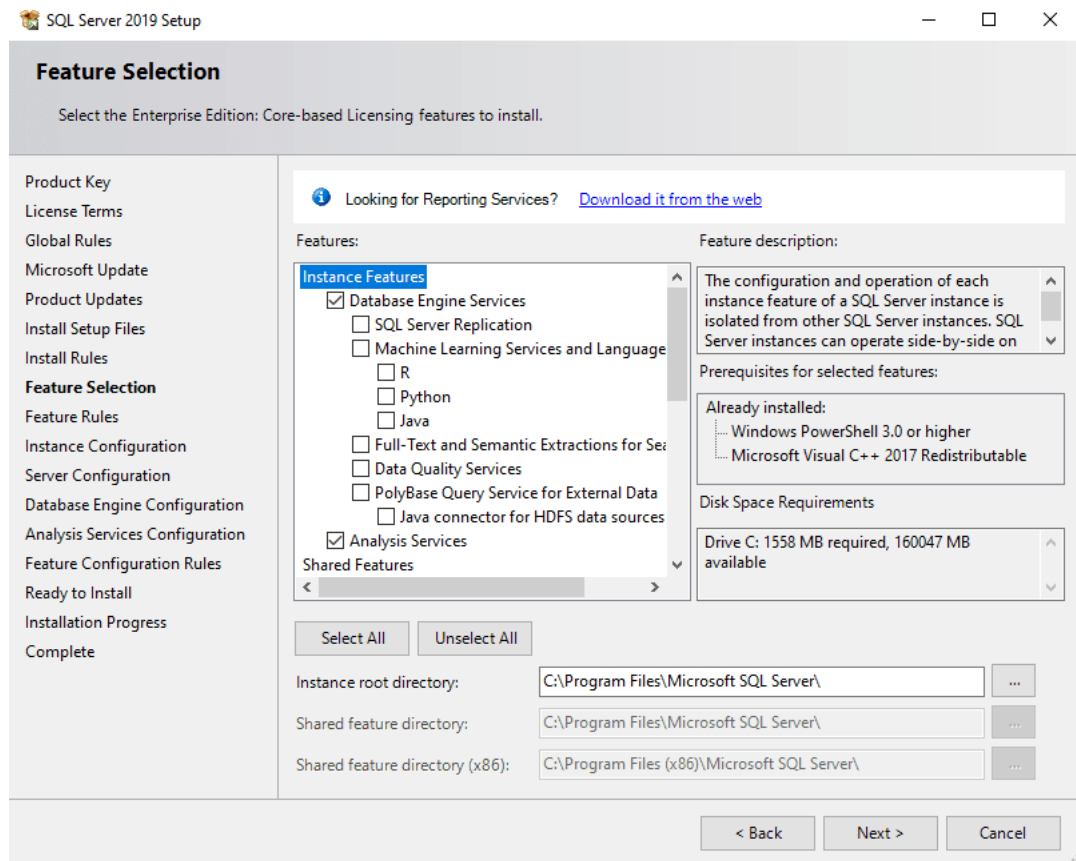 SQL Server 2019 Setup
Feature Selection
Select the Enterprise Edition: Core-based Licensing features to install.
Product Key
License Terms
Global Rules
Microsoft Update
Product Updates
Install Setup Files
Install Rules
Feature Selection
Feature Rules
Instance Configuration
Server Configuration
Database Engine Configuration
Analysis Services Configuration
Feature Configuration Rules
Ready to Install
Installation Progress
Complete
Looking for Reporting Services? Download it from the web
Features:
Instance Features
Database Engine Services
SQL Server Replication
Machine Learning Services and Language
R
Python
Java
Full-Text and Semantic Extractions for Sea
Data Quality Services
PolyBase Query Service for External Data
Java connector for HDFS data sources
Analysis Services
Shared Features
Feature description:
The configuration and operation of each
instance feature of a SQL Server instance is
isolated from other SQL Server instances. SQL
Server instances can operate side-by-side on
Prerequisites for selected features:
Already installed:
Windows PowerShell 3.0 or higher
Microsoft Visual C++ 2017 Redistributable
Disk Space Requirements
Drive C: 1558 MB required, 160047 MB
available
Select All
Unselect All
Instance root directory: C:\Program Files\Microsoft SQL Server\ ...
Shared feature directory: C:\Program Files\Microsoft SQL Server\ ...
Shared feature directory (x86): C:\Program Files (x86)\Microsoft SQL Server\ ...
< Back
Next >
Cancel